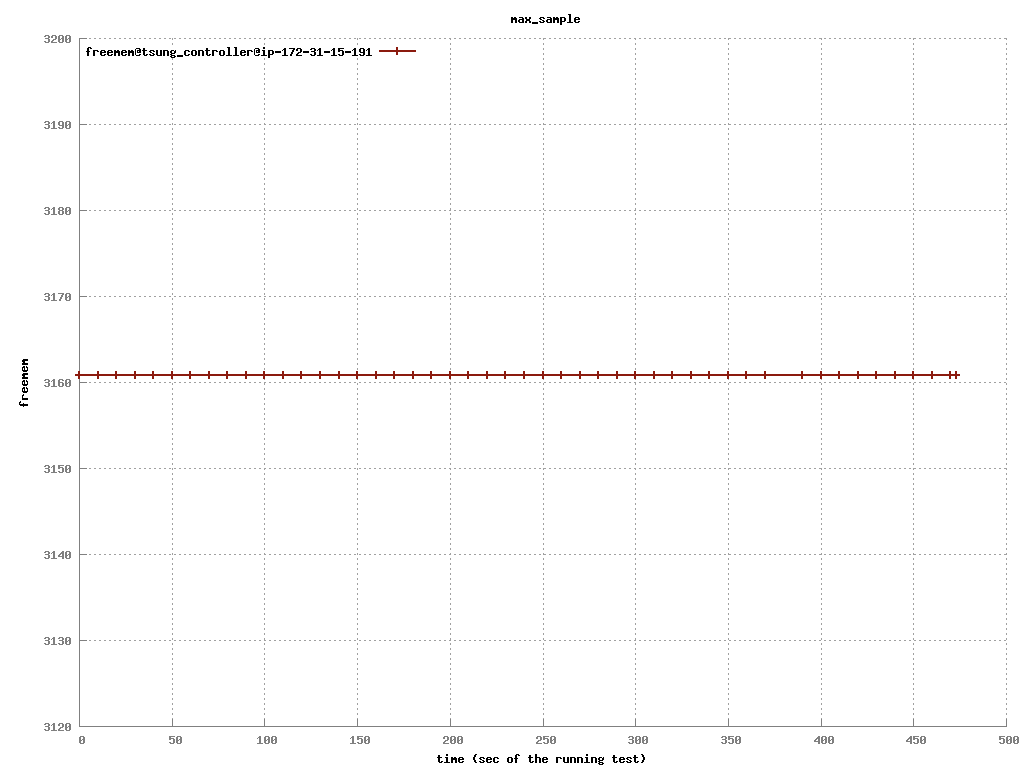 max_sample
freemem@tsung_controller@ip-172-31-15-191
3200
3190
3180
3170
3160
3150
3140
3130
3120
freemem
0 50 100 150 200 250 300 350 400 450 500
time (sec of the running test)